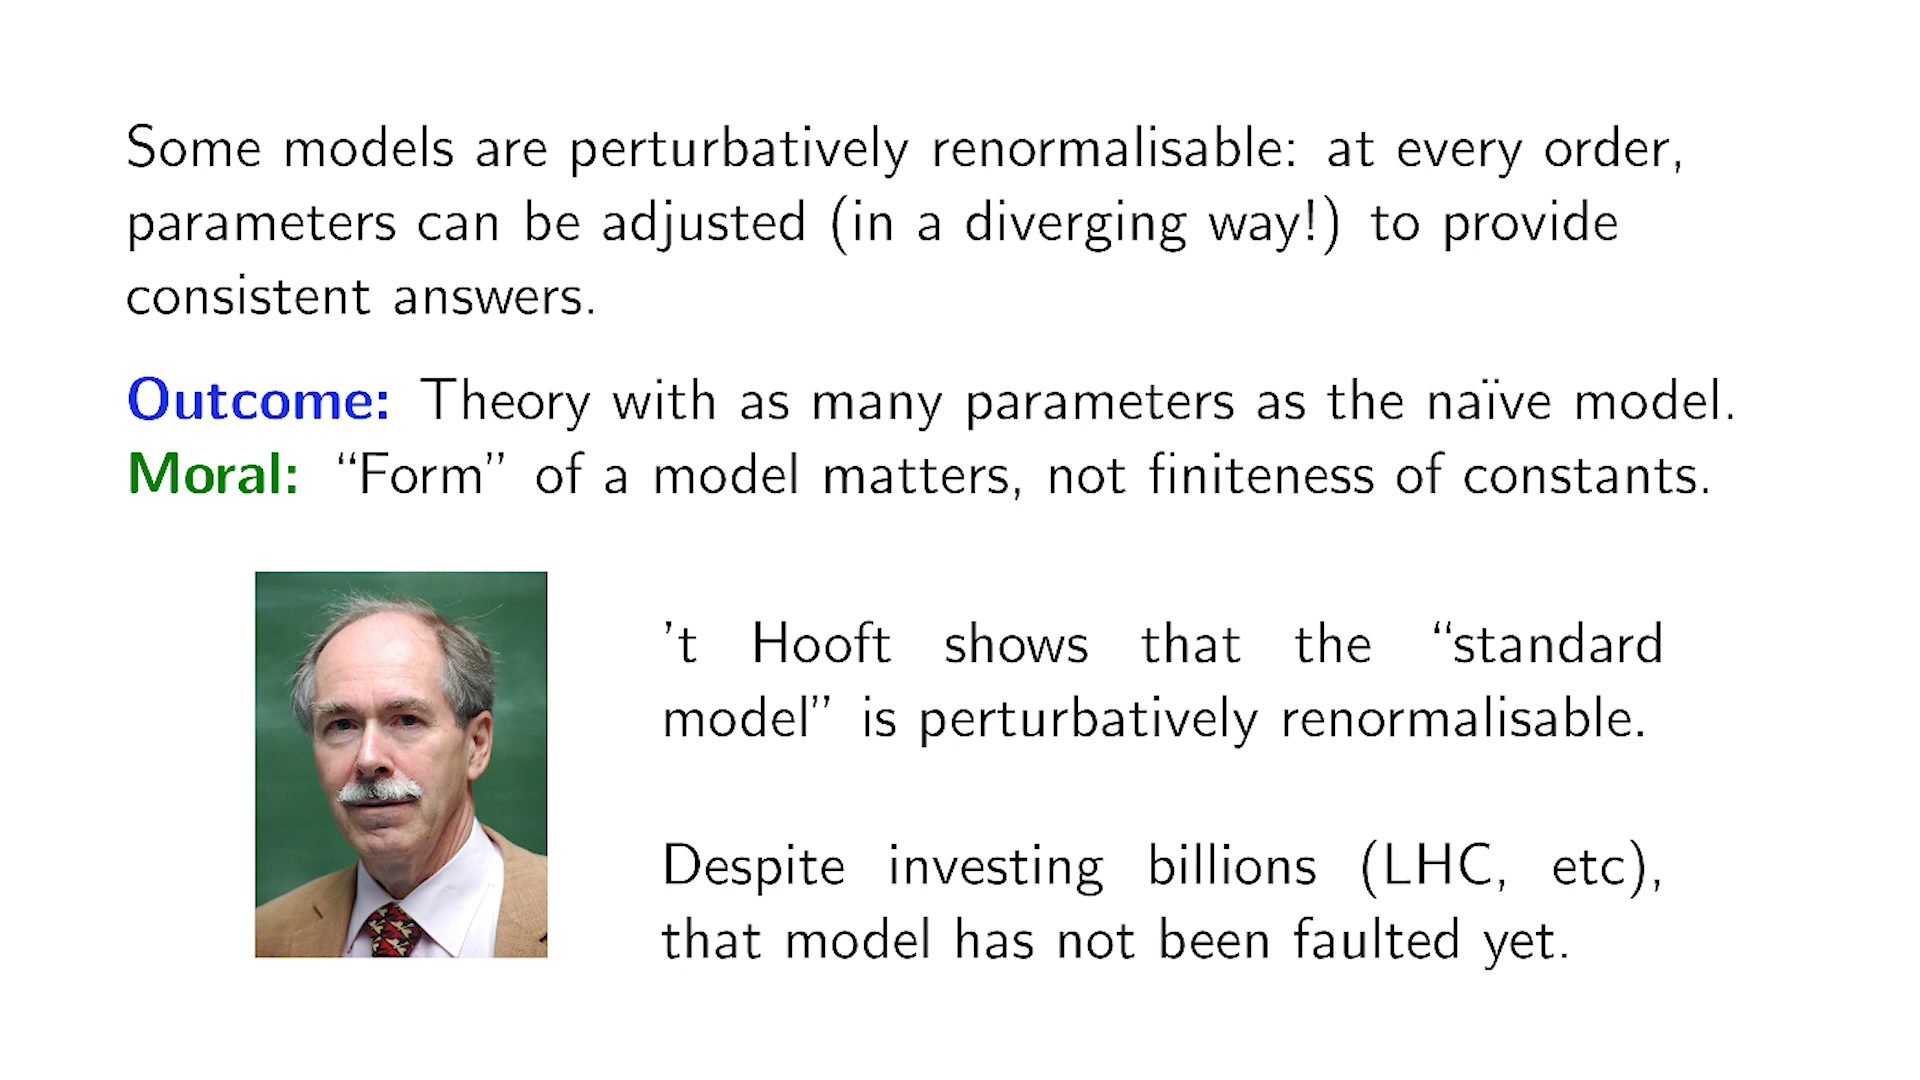 Some models are perturbatively renormalisable: at every order,
parameters can be adjusted (in a diverging way!) to provide
consistent answers.
Outcome: Theory with as many parameters as the naïve model.
Moral: “Form” of a model matters, not finiteness of constants.
’t Hooft shows that the “standard
model” is perturbatively renormalisable.
Despite investing billions (LHC, etc),
that model has not been faulted yet.